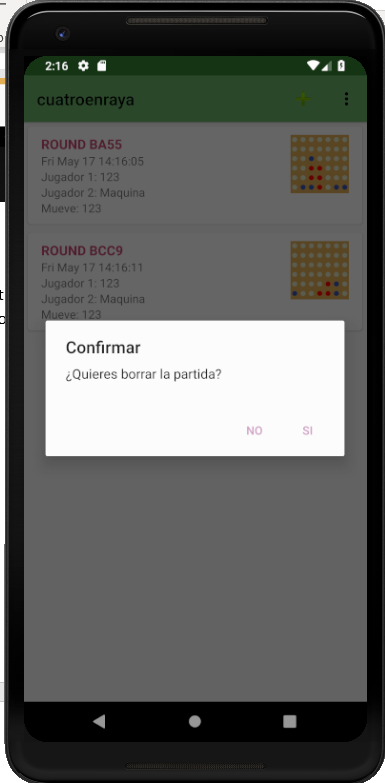 2:16
cuatroenraya
ROUND BA55
Fri May 17 14:16:05
Jugador 1: 123
Jugador 2: Maquina
Mueve: 123
ROUND BCC9
Fri May 17 14:16:11
Jugador 1: 123
Jugador 2: Maquina
Mueve: 123
Confirmar
¿Quieres borrar la partida?
NO
SI